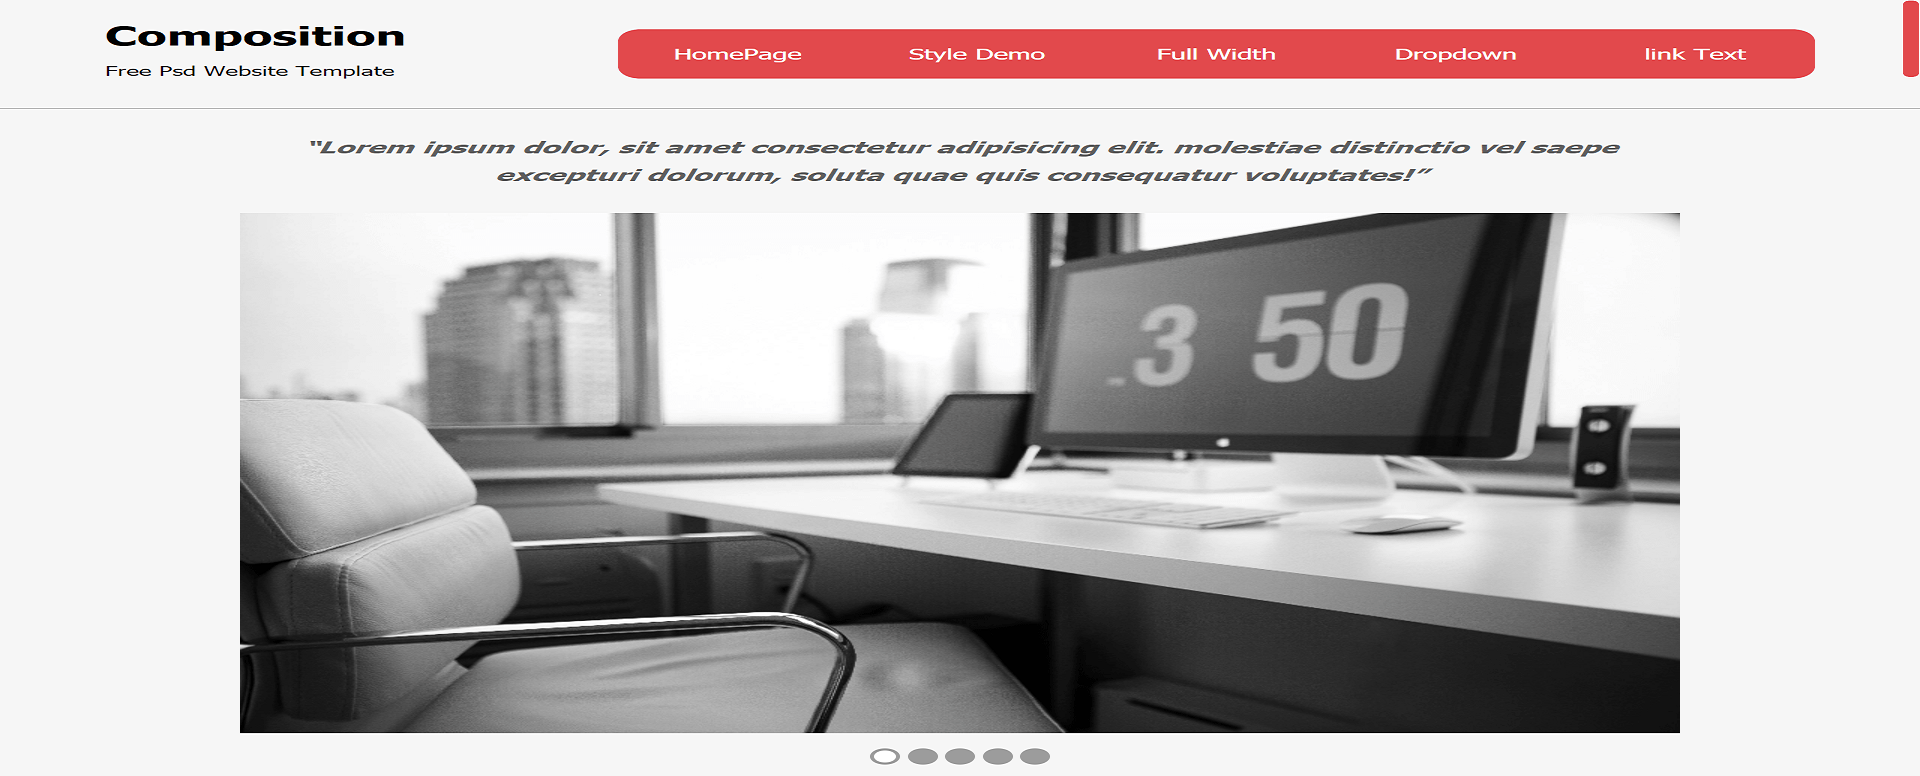 Composition
Free Psd Website Template
HomePage Style Demo Full Width Dropdown link Text
"Lorem ipsum dolor, sit amet consectetur adipisicing elit. molestiae distinctio vel saepe
excepturi dolorum, soluta quae quis consequatur voluptates!”
3 50